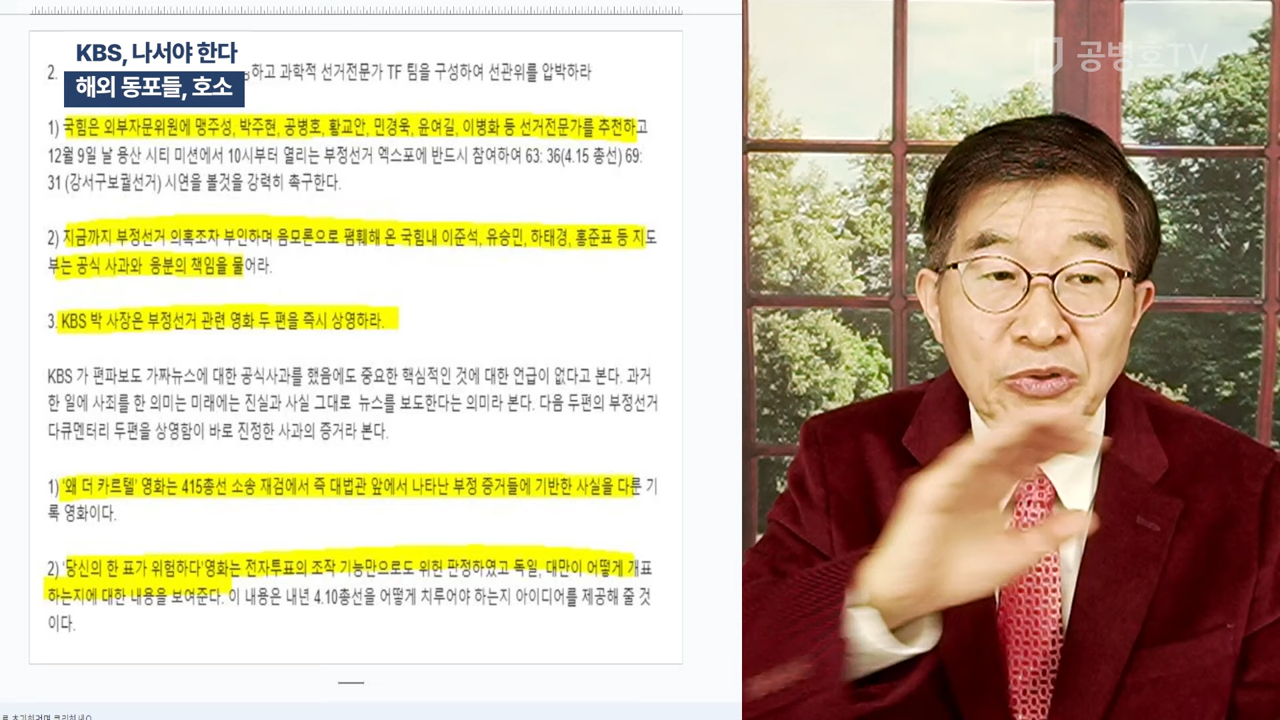 KBS, 나서야 한다
해외 동포들, 호소
공병호TV
2. 하고 과학적 선거전문가 TF 팀을 구성하여 선관위를 압박하라
1) 국힘은 외부자문위원에 맹주성, 박주현, 공병호, 황교안, 민경욱, 윤여길, 이병화 등 선거전문가를 추천하고
12월 9일 날 용산 시티 미션에서 10시부터 열리는 부정선거 엑스포에 반드시 참여하여 63: 36(4.15 총선) 69:
31 (강서구보궐선거) 시연을 볼것을 강력히 촉구한다.
2) 지금까지 부정선거 의혹조자 부인하며 음모론으로 폄훼해 온 국힘내 이준석, 유승민, 하태경, 홍준표 등 지도
부는 공식 사과와 응분의 책임을 물어라.
3. KBS 박 사장은 부정선거 관련 영화 두 편을 즉시 상영하라.
KBS 가 편파보도 가짜뉴스에 대한 공식사과를 했음에도 중요한 핵심적인 것에 대한 언급이 없다고 본다. 과거
한 일에 사죄를 한 의미는 미래에는 진실과 사실 그대로 뉴스를 보도한다는 의미라 본다. 다음 두편의 부정선거
다큐멘터리 두편을 상영함이 바로 진정한 사과의 증거라 본다.
1) '왜 더 카르텔' 영화는 415총선 소송 재검에서 즉 대법관 앞에서 나타난 부정 증거들에 기반한 사실을 다룬 기
록 영화이다.
2) '당신의 한 표가 위험하다'영화는 전자투표의 조작 기능만으로도 위헌 판정하였고 독일, 대만이 어떻게 개표
하는지에 대한 내용을 보여준다. 이 내용은 내년 4.10총선을 어떻게 치루어야 하는지 아이디어를 제공해 줄 것
이다.